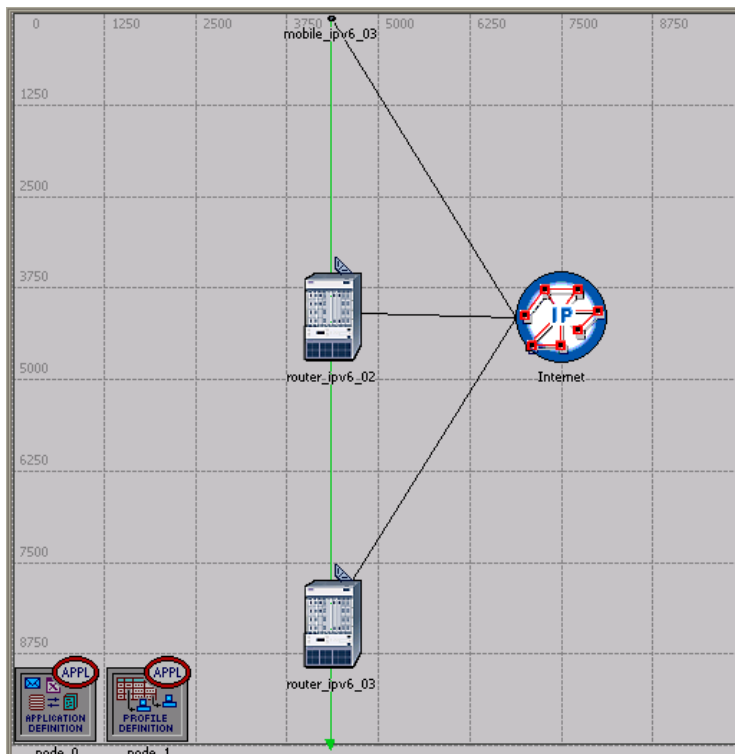 0 1250 2500 3750 5000 6250 7500 8750
mobile_ipv6_03
1250
2500
3750
IP
router_ipv6_02
Internet
5000
6250
7500
8750
APPL
APPL
APPLICATION
DEFINITION
PROFILE
DEFINITION
router_ipv6_03
node_0
node_1